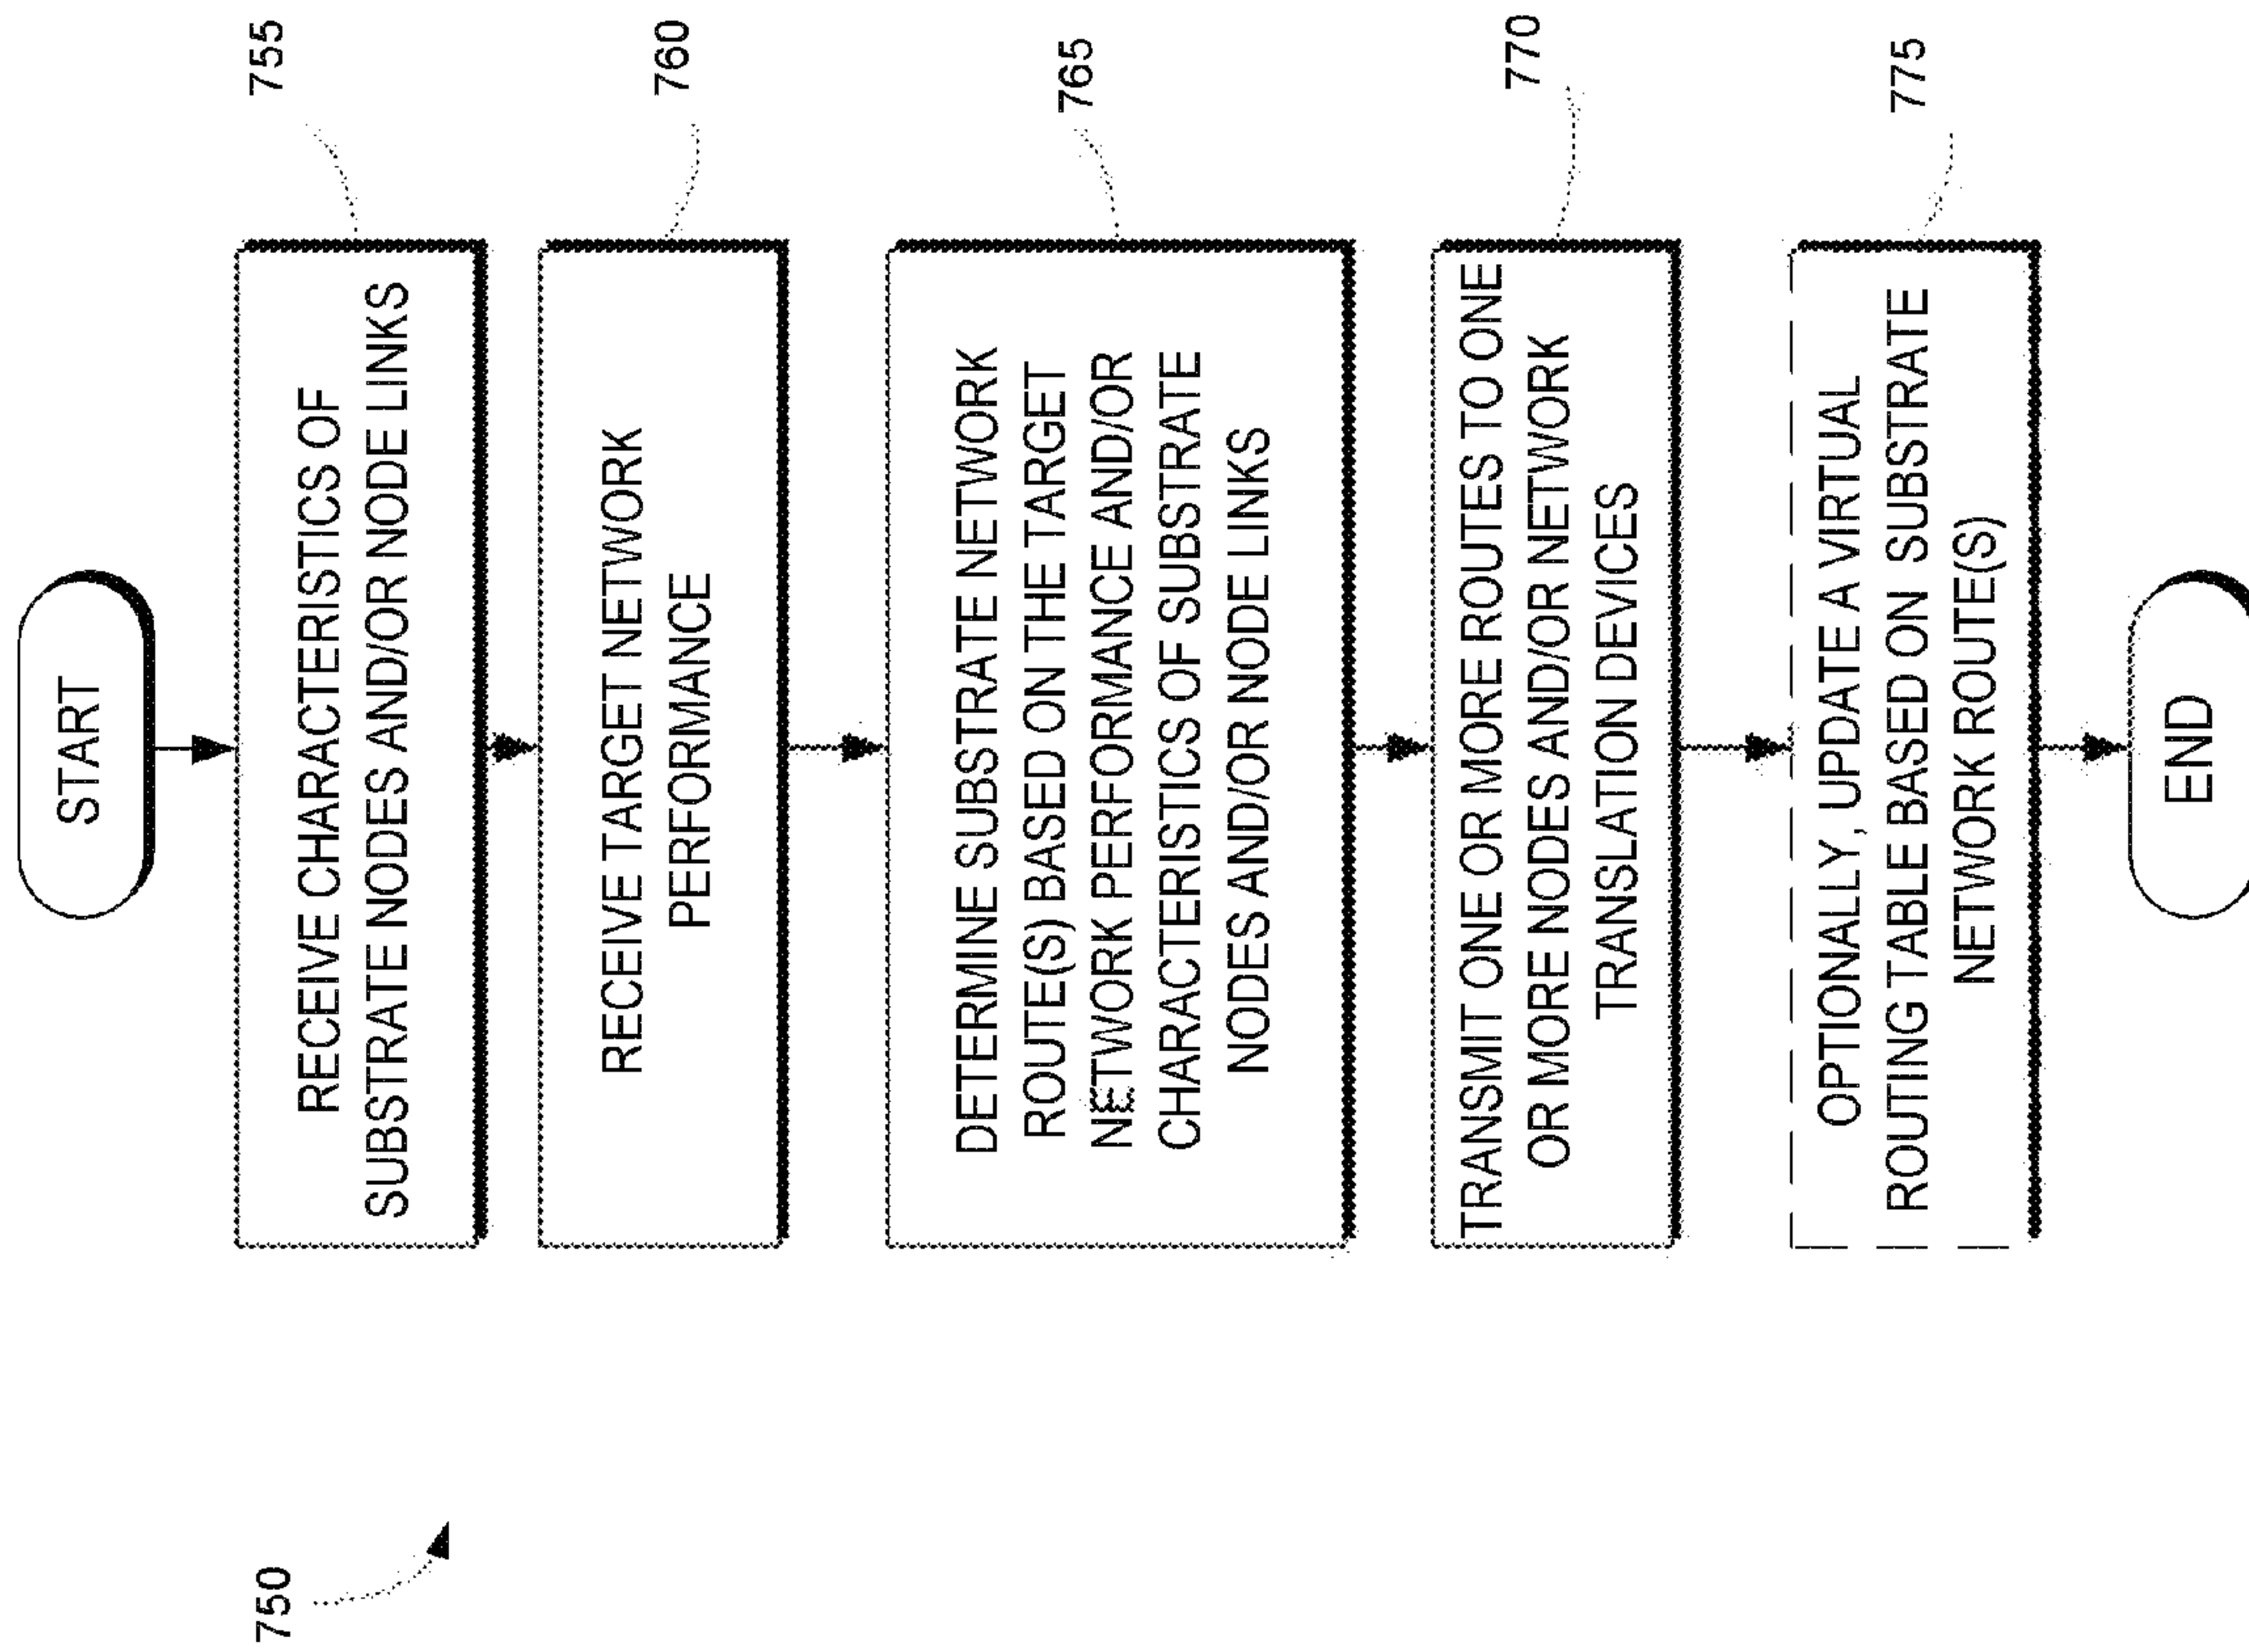 750
START
RECEIVE CHARACTERISTICS OF
SUBSTRATE NODES AND/OR NODE LINKS
755
RECEIVE TARGET NETWORK
PERFORMANCE
760
DETERMINE SUBSTRATE NETWORK
ROUTE(S) BASED ON THE TARGET
NETWORK PERFORMANCE AND/OR
CHARACTERISTICS OF SUBSTRATE
NODES AND/OR NODE LINKS
765
TRANSMIT ONE OR MORE ROUTES TO ONE
OR MORE NODES AND/OR NETWORK
TRANSLATION DEVICES
770
OPTIONALLY, UPDATE A VIRTUAL
ROUTING TABLE BASED ON SUBSTRATE
NETWORK ROUTE(S)
775
END